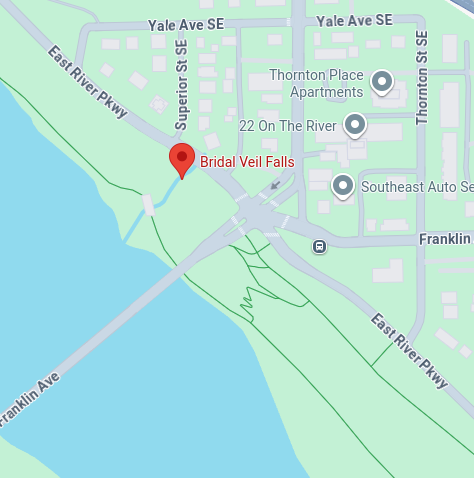 Yale Ave SE
Yale Ave SE
East River Pkwy
Superior St SE
Thornton Place
Apartments
Thornton St SE
22 On The River
Bridal Veil Falls
Southeast Auto Se
Franklin
East River Pkwy
Franklin Ave